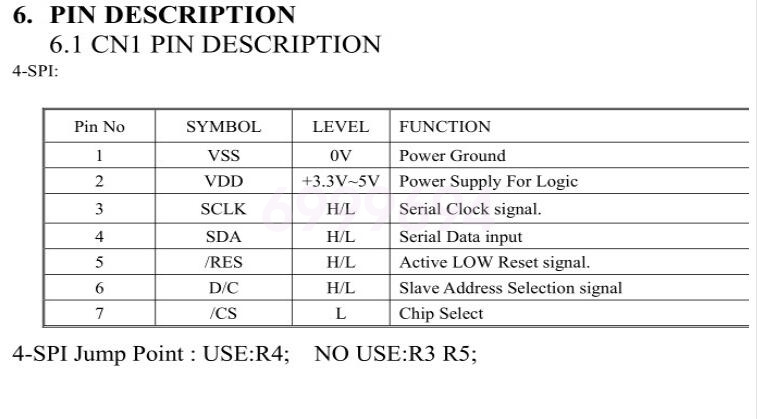 6. PIN DESCRIPTION
6.1 CN1 PIN DESCRIPTION
4-SPI:
Pin No SYMBOL LEVEL FUNCTION
1 VSS 0V Power Ground
2 VDD +3.3V~5V Power Supply For Logic
3 SCLK H/L Serial Clock signal.
4 SDA H/L Serial Data input
5 /RES H/L Active LOW Reset signal.
6 D/C H/L Slave Address Selection signal
7 /CS L Chip Select
4-SPI Jump Point : USE:R4; NO USE:R3 R5;